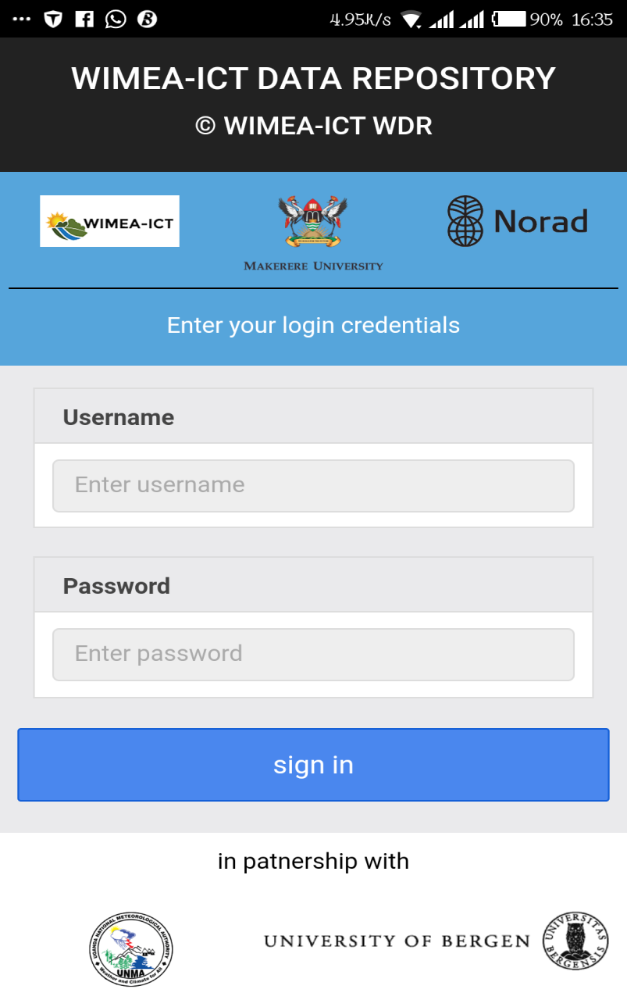 4.95K/s 90% 16:35
WIMEA-ICT DATA REPOSITORY
© WIMEA-ICT WDR
WIMEA-ICT
MAKERERE UNIVERSITY
Norad
Enter your login credentials
Username
Enter username
Password
Enter password
sign in
in patnership with
UGANDA NATIONAL METEOROLOGICAL AUTHORITY
UNMA
Weather and Climate for All
UNIVERSITY OF BERGEN
UNIVERSITAS BERGENSIS